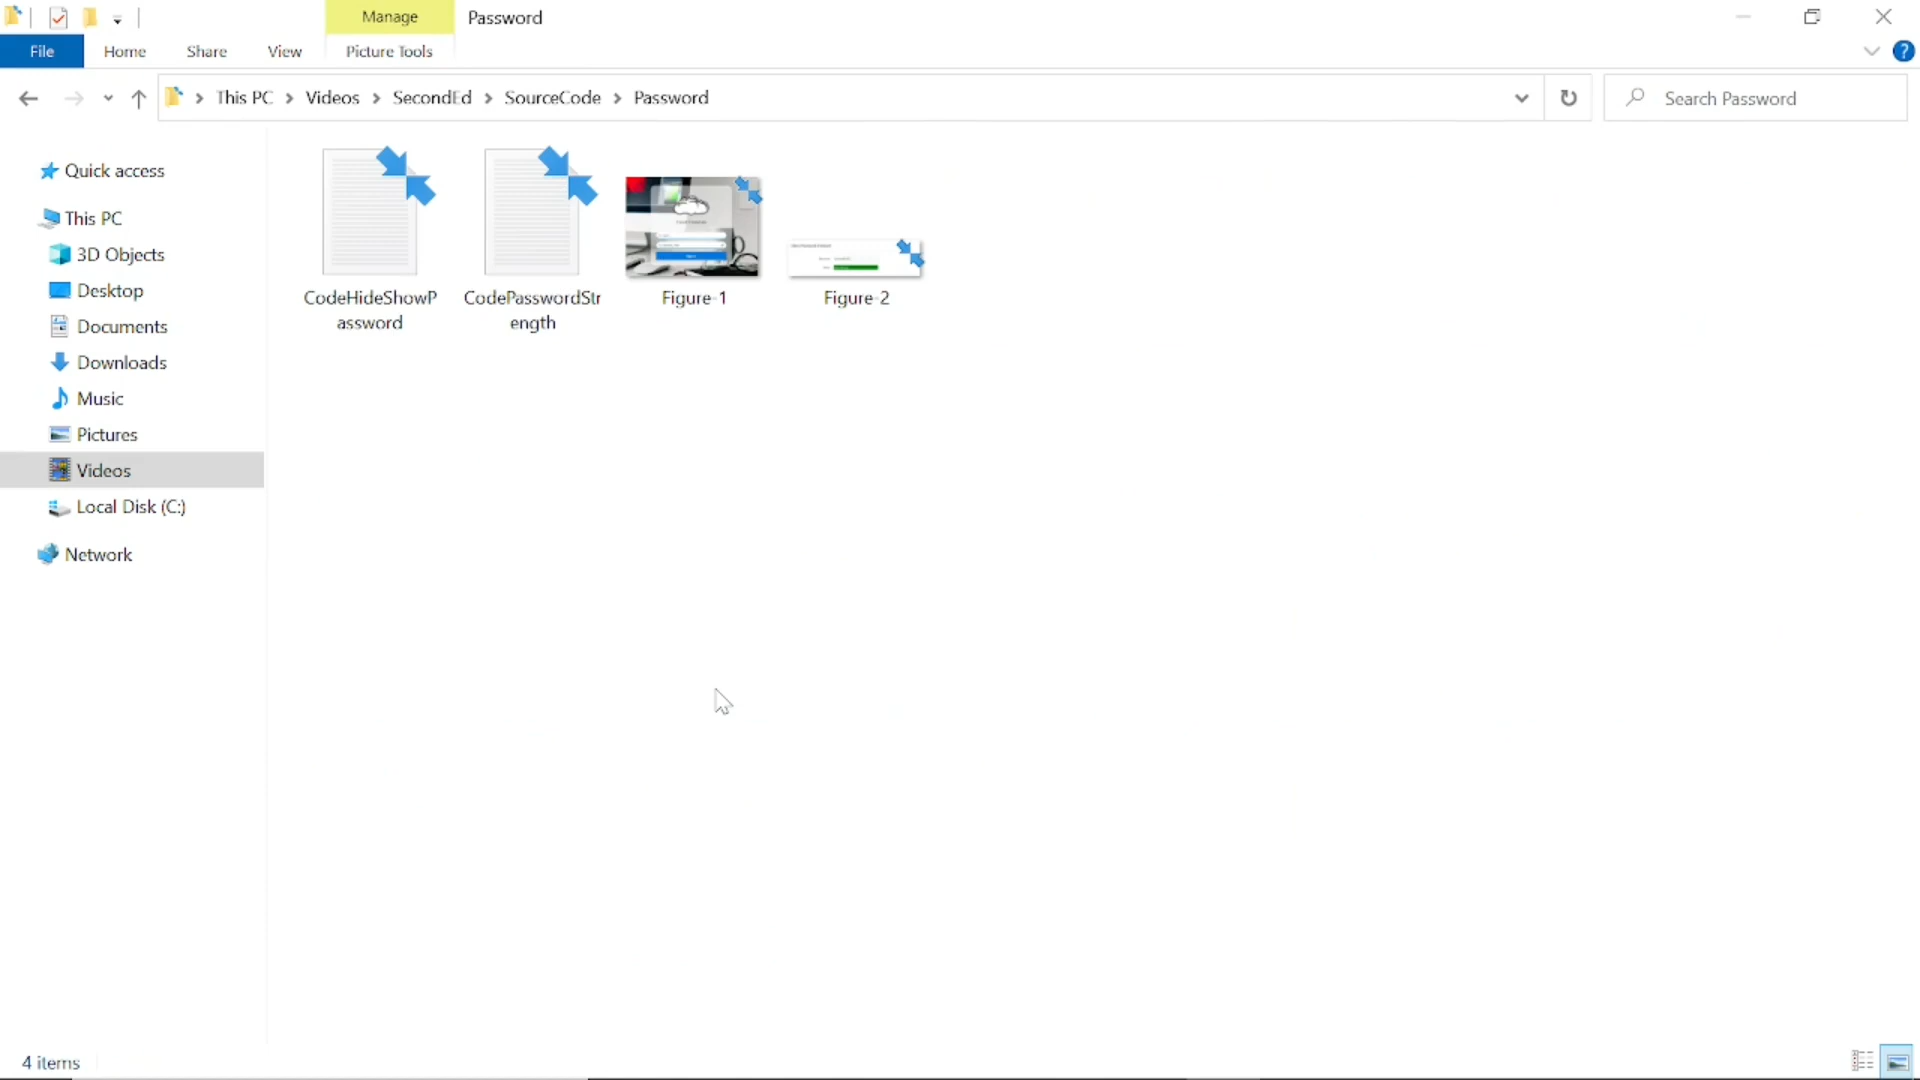 Manage
Password
File
Home
Share
View
Picture Tools
This PC
Videos
SecondEd
SourceCode
Password
Search Password
Quick access
This PC
3D Objects
Desktop
Documents
Downloads
Music
Pictures
Videos
Local Disk (C:)
Network
CodeHideShowP
assword
CodePasswordStr
ength
Figure-1
Figure-2
4 items